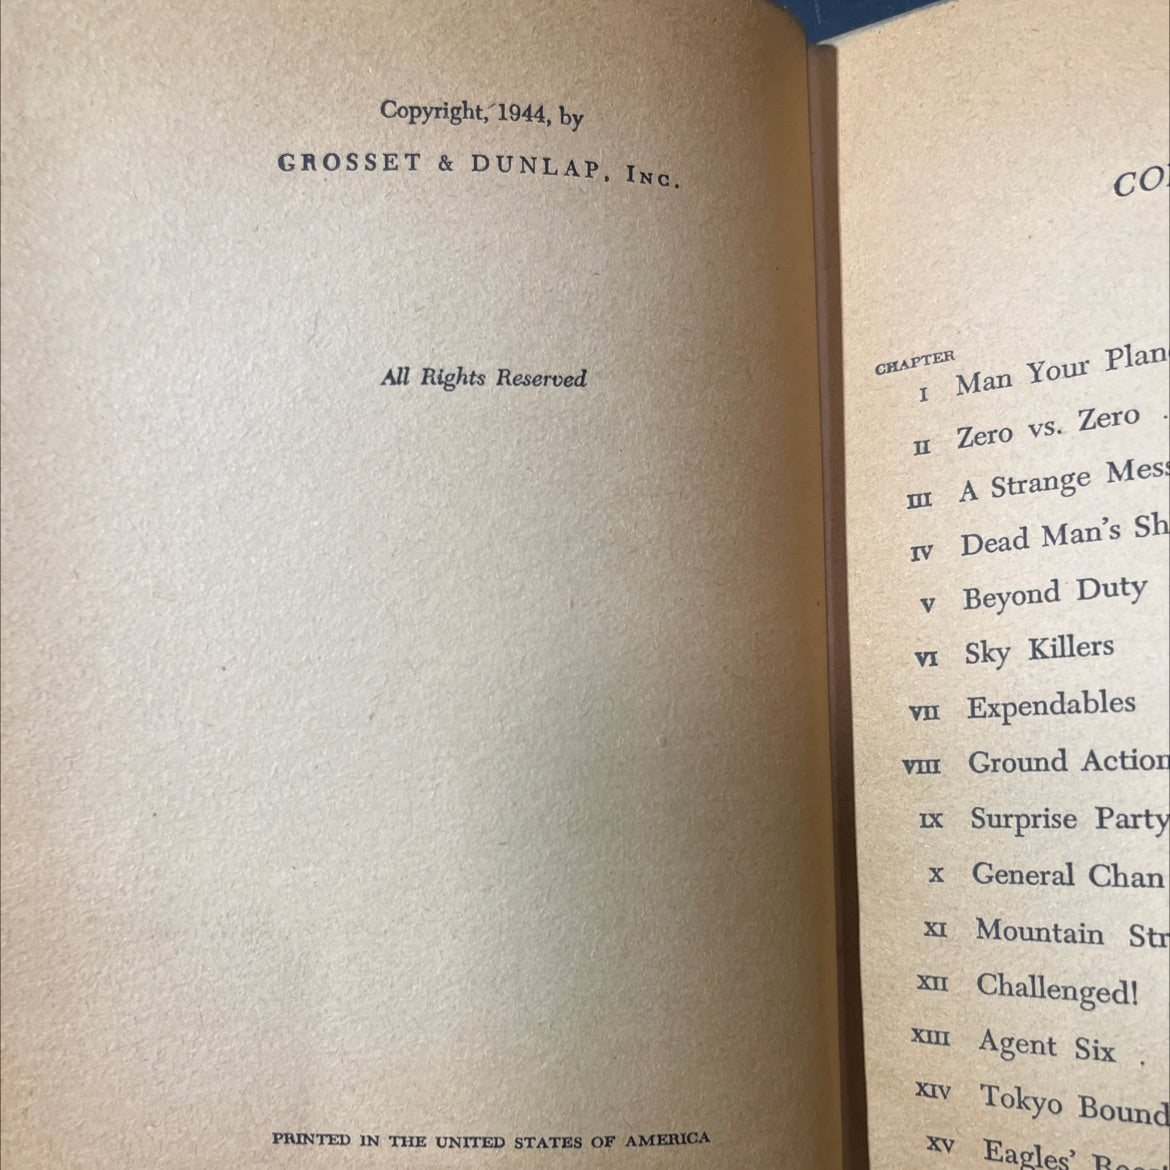 Copyright, 1944, by
GROSSET & DUNLAP, INC.
All Rights Reserved
PRINTED IN THE UNITED STATES OF AMERICA
CHAPTER
I Man Your
II Zero vs. Zero .
III A Strange
IV Dead Man's
V Beyond Duty
VI Sky Killers
VII Expendables
VIII Ground Action
IX Surprise Party
X General Chan
XI Mountain
XII Challenged!
XIII Agent Six .
XIV Tokyo Bound
XV Eagles'